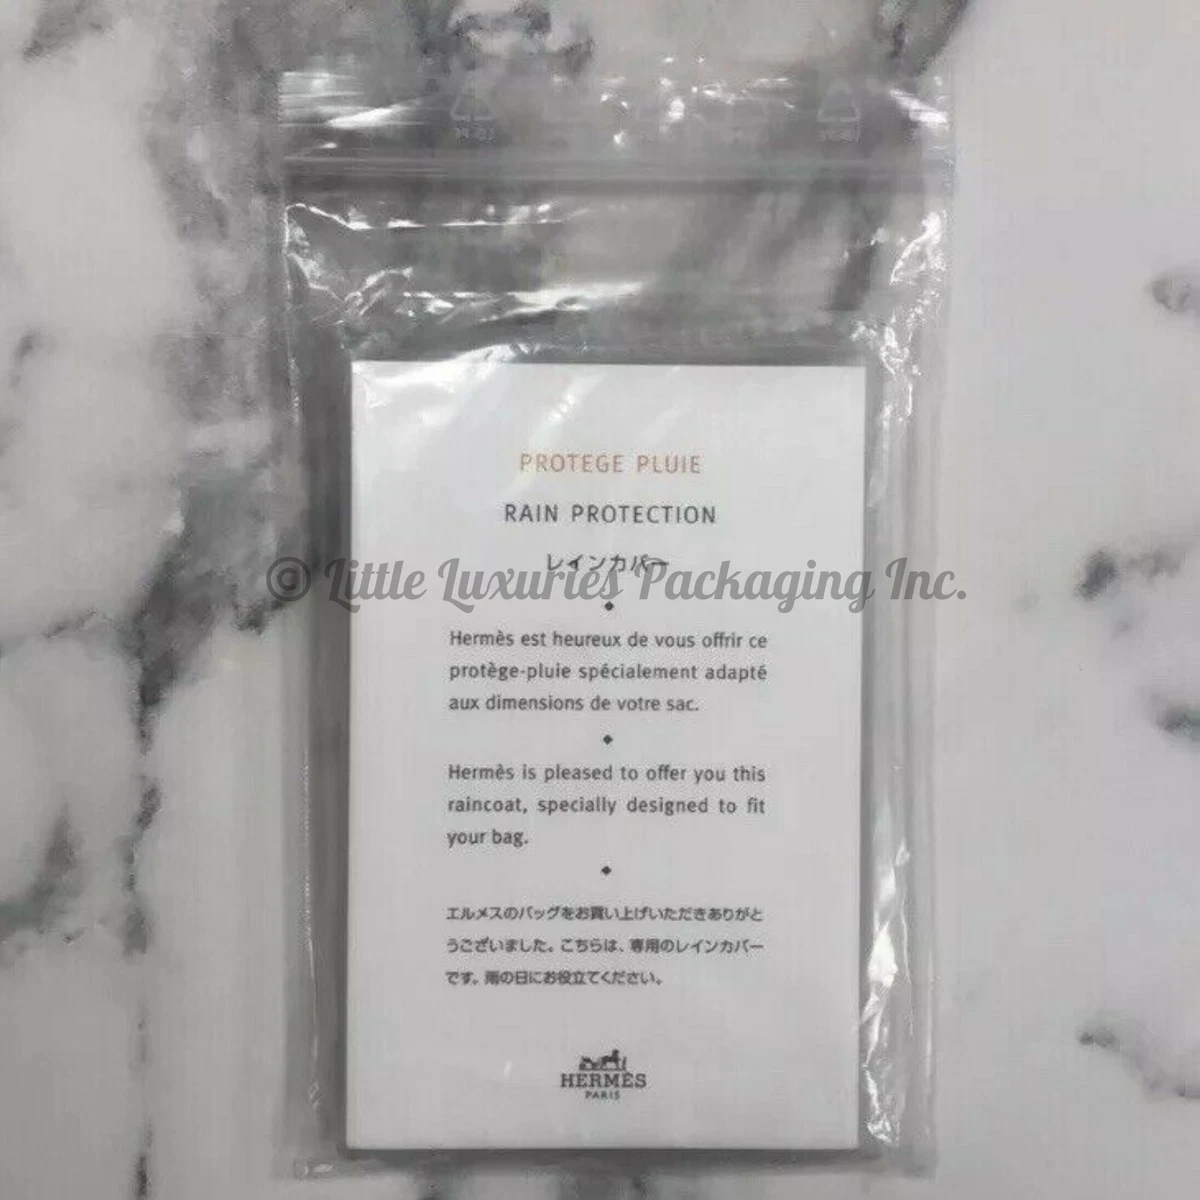 PROTEGE PLUIE
RAIN PROTECTION
レインカバー
© Little Luxuries Packaging Inc.
Hermès est heureux de vous offrir ce
protège-pluie spécialement adapté
aux dimensions de votre sac.
Hermès is pleased to offer you this
raincoat, specially designed to fit
your bag.
エルメスのバッグをお買い上げいただきありがと
うございました。こちらは、専用のレインカバー
です。雨の日にお役立てください。
HERMÈS
PARIS